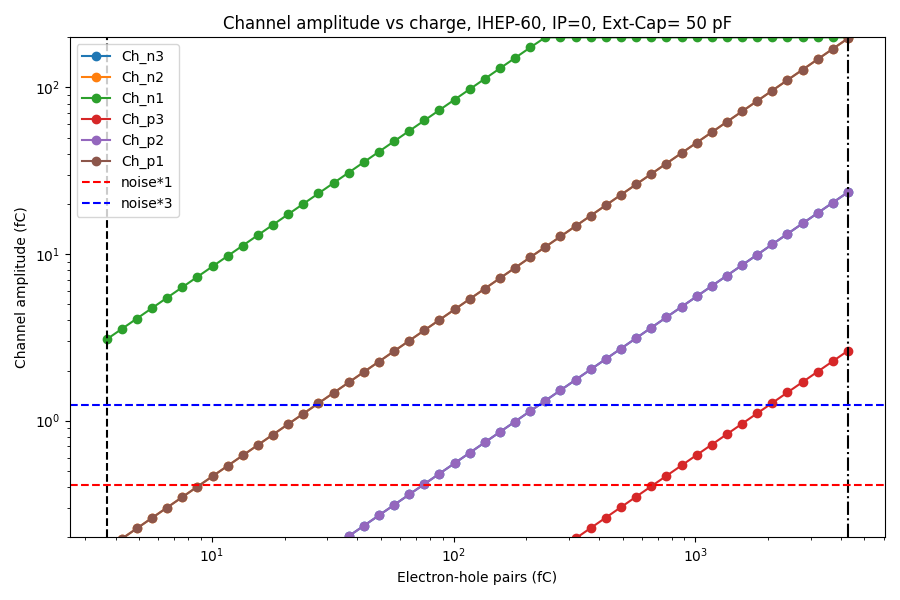 Channel amplitude vs charge, IHEP-60, IP=0, Ext-Cap= 50 pF
Ch_n3
Ch_n2
Ch_n1
Ch_p3
Ch_p2
Ch_p1
noise*1
noise*3
Channel amplitude (fC)
10²
10¹
10⁰
10¹
10²
10³
Electron-hole pairs (fC)